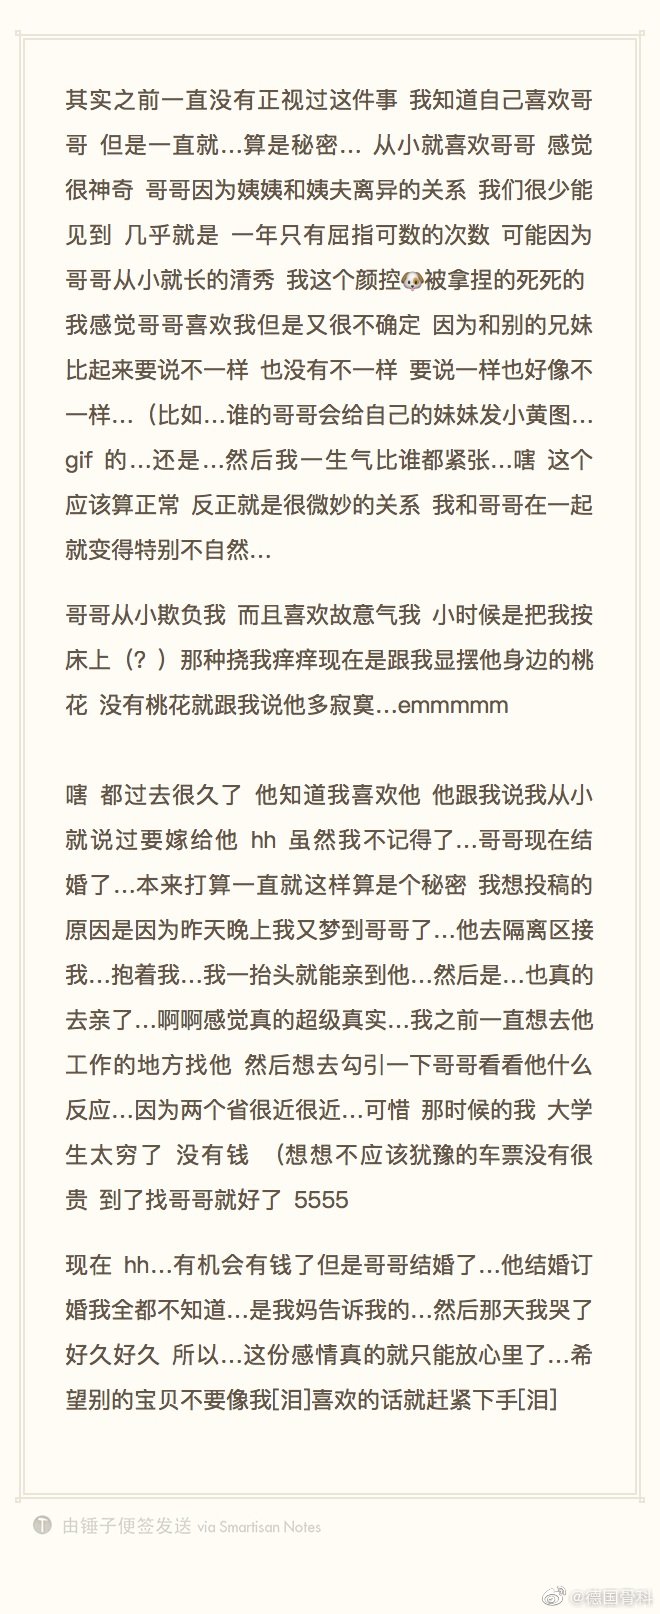 其实之前一直没有正视过这件事 我知道自己喜欢哥
哥 但是一直就...算是秘密... 从小就喜欢哥哥 感觉
很神奇 哥哥因为姨姨和姨夫离异的关系 我们很少能
见到 几乎就是 一年只有屈指可数的次数 可能因为
哥哥从小就长的清秀 我这个颜控🐶被拿捏的死死的
我感觉哥哥喜欢我但是又很不确定 因为和别的兄妹
比起来要说不一样 也没有不一样 要说一样也好像不
一样...（比如...谁的哥哥会给自己的妹妹发小黄图...
gif 的...还是...然后我一生气比谁都紧张...嗐 这个
应该算正常 反正就是很微妙的关系 我和哥哥在一起
就变得特别不自然...
哥哥从小欺负我 而且喜欢故意气我 小时候是把我按
床上（？）那种挠我痒痒现在是跟我显摆他身边的桃
花 没有桃花就跟我说他多寂寞...emmmmm
嗐 都过去很久了 他知道我喜欢他 他跟我说我从小
就说过要嫁给他 hh 虽然我不记得了...哥哥现在结
婚了...本来打算一直就这样算是个秘密 我想投稿的
原因是因为昨天晚上我又梦到哥哥了...他去隔离区接
我...抱着我...我一抬头就能亲到他...然后是...也真的
去亲了...啊啊感觉真的超级真实...我之前一直想去他
工作的地方找他 然后想去勾引一下哥哥看看他什么
反应...因为两个省很近很近...可惜 那时候的我 大学
生太穷了 没有钱 （想想不应该犹豫的车票没有很
贵 到了找哥哥就好了 5555
现在 hh...有机会有钱了但是哥哥结婚了...他结婚订
婚我全都不知道...是我妈告诉我的...然后那天我哭了
好久好久 所以...这份感情真的就只能放心里了...希
望别的宝贝不要像我[泪]喜欢的话就赶紧下手[泪]
T 由锤子便签发送 via Smartisan Notes
@德国骨科